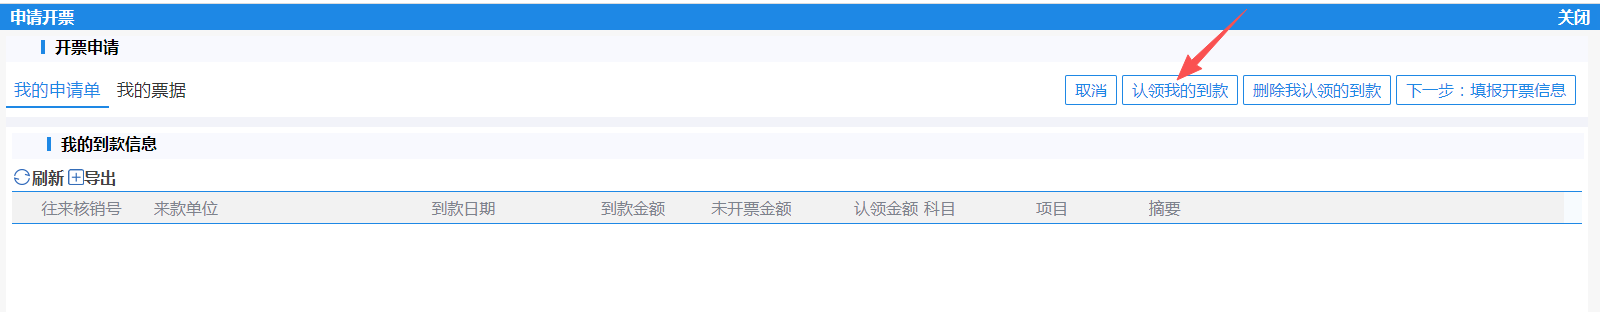 申请开票 关闭
开票申请
我的申请单 我的票据 取消 认领我的到款 删除我认领的到款 下一步：填报开票信息
我的到款信息
刷新 导出
往来核销号 来款单位 到款日期 到款金额 未开票金额 认领金额 科目 项目 摘要